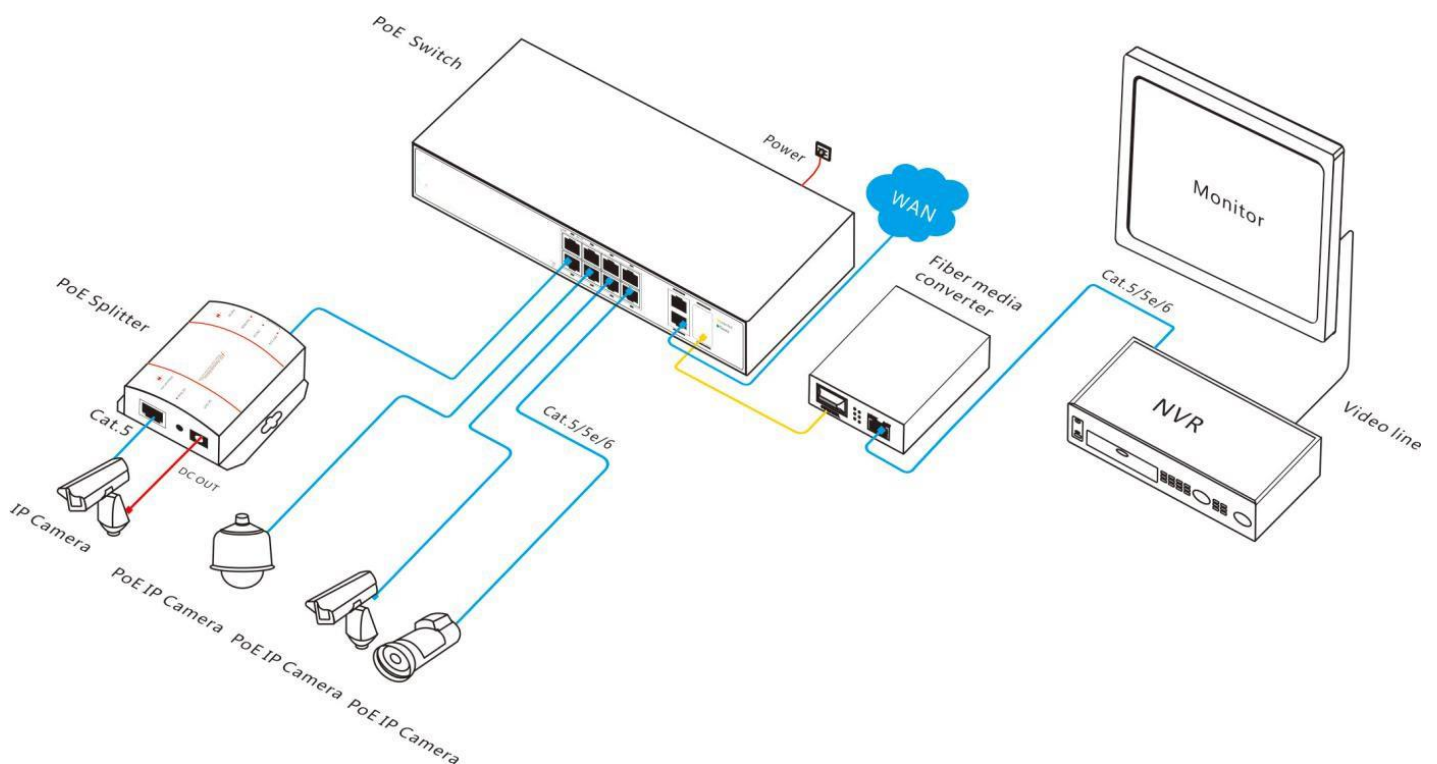 PoE Switch
Power
WAN
Monitor
Fiber media
converter
Cat.5/5e/6
PoE Splitter
NVR
Video line
Cat.5
DC OUT
Cat.5/5e/6
IP Camera
PoE IP Camera
PoE IP Camera
PoE IP Camera